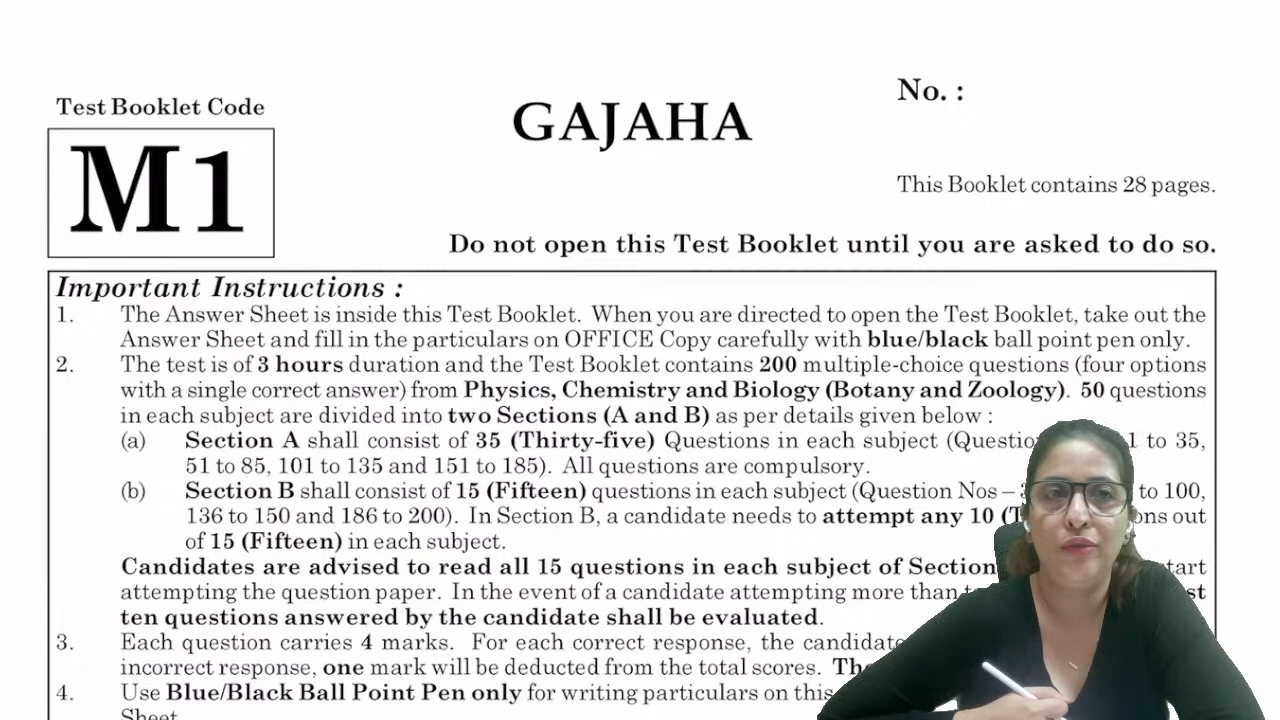 No. :
Test Booklet Code
GAJAHA
M1
This Booklet contains 28 pages.
Do not open this Test Booklet until you are asked to do so.
Important Instructions :
1. The Answer Sheet is inside this Test Booklet. When you are directed to open the Test Booklet, take out the
Answer Sheet and fill in the particulars on OFFICE Copy carefully with blue/black ball point pen only.
2. The test is of 3 hours duration and the Test Booklet contains 200 multiple-choice questions (four options
with a single correct answer) from Physics, Chemistry and Biology (Botany and Zoology). 50 questions
in each subject are divided into two Sections (A and B) as per details given below :
(a) Section A shall consist of 35 (Thirty-five) Questions in each subject (Question 1 to 35,
51 to 85, 101 to 135 and 151 to 185). All questions are compulsory.
(b) Section B shall consist of 15 (Fifteen) questions in each subject (Question Nos – to 100,
136 to 150 and 186 to 200). In Section B, a candidate needs to attempt any 10 ( out
of 15 (Fifteen) in each subject.
Candidates are advised to read all 15 questions in each subject of Section
attempting the question paper. In the event of a candidate attempting more than
ten questions answered by the candidate shall be evaluated.
3. Each question carries 4 marks. For each correct response, the candidate
incorrect response, one mark will be deducted from the total scores.
4. Use Blue/Black Ball Point Pen only for writing particulars on this
Sheet.